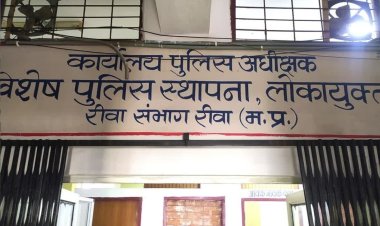 कार्यालय पुलिस अधीक्षक
विशेष पुलिस स्थापना, लोकायुक्त
रीवा संभाग रीवा (म.प्र.)